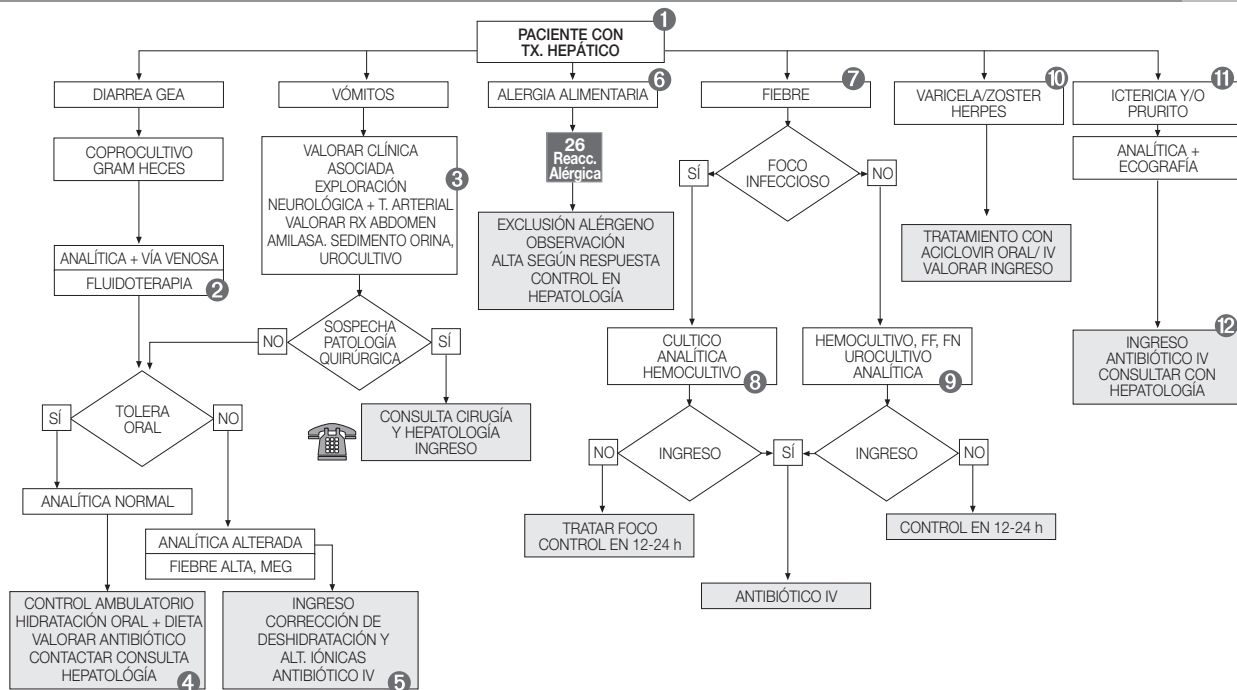 1
PACIENTE CON
TX. HEPÁTICO
DIARREA GEA
COPROCULTIVO
GRAM HECES
ANALÍTICA + VÍA VENOSA
FLUIDOTERAPIA
2
VÓMITOS
VALORAR CLÍNICA
ASOCIADA
EXPLORACIÓN
NEUROLÓGICA + T. ARTERIAL
VALORAR RX ABDOMEN
AMILASA. SEDIMENTO ORINA,
UROCULTIVO
3
SOSPECHA
PATOLOGÍA
QUIRÚRGICA
NO
SÍ
CONSULTA CIRUGÍA
Y HEPATOLOGÍA
INGRESO
TOLERA
ORAL
SÍ
NO
ANALÍTICA NORMAL
ANALÍTICA ALTERADA
FIEBRE ALTA, MEG
CONTROL AMBULATORIO
HIDRATACIÓN ORAL + DIETA
VALORAR ANTIBIÓTICO
CONTACTAR CONSULTA
HEPATOLÓGÍA
4
INGRESO
CORRECCIÓN DE
DESHIDRATACIÓN Y
ALT. IÓNICAS
ANTIBIÓTICO IV
5
6
ALERGIA ALIMENTARIA
26
Reacc.
Alérgica
EXCLUSIÓN ALÉRGENO
OBSERVACIÓN
ALTA SEGÚN RESPUESTA
CONTROL EN
HEPATOLOGÍA
7
FIEBRE
FOCO
INFECCIOSO
SÍ
NO
CULTICO
ANALÍTICA
HEMOCULTIVO
8
HEMOCULTIVO, FF, FN
UROCULTIVO
ANALÍTICA
9
INGRESO
NO
SÍ
INGRESO
NO
TRATAR FOCO
CONTROL EN 12-24 h
CONTROL EN 12-24 h
ANTIBIÓTICO IV
10
VARICELA/ZOSTER
HERPES
TRATAMIENTO CON
ACICLOVIR ORAL/ IV
VALORAR INGRESO
11
ICTERICIA Y/O
PRURITO
ANALÍTICA +
ECOGRAFÍA
12
INGRESO
ANTIBÓTICO IV
CONSULTAR CON
HEPATOLOGÍA